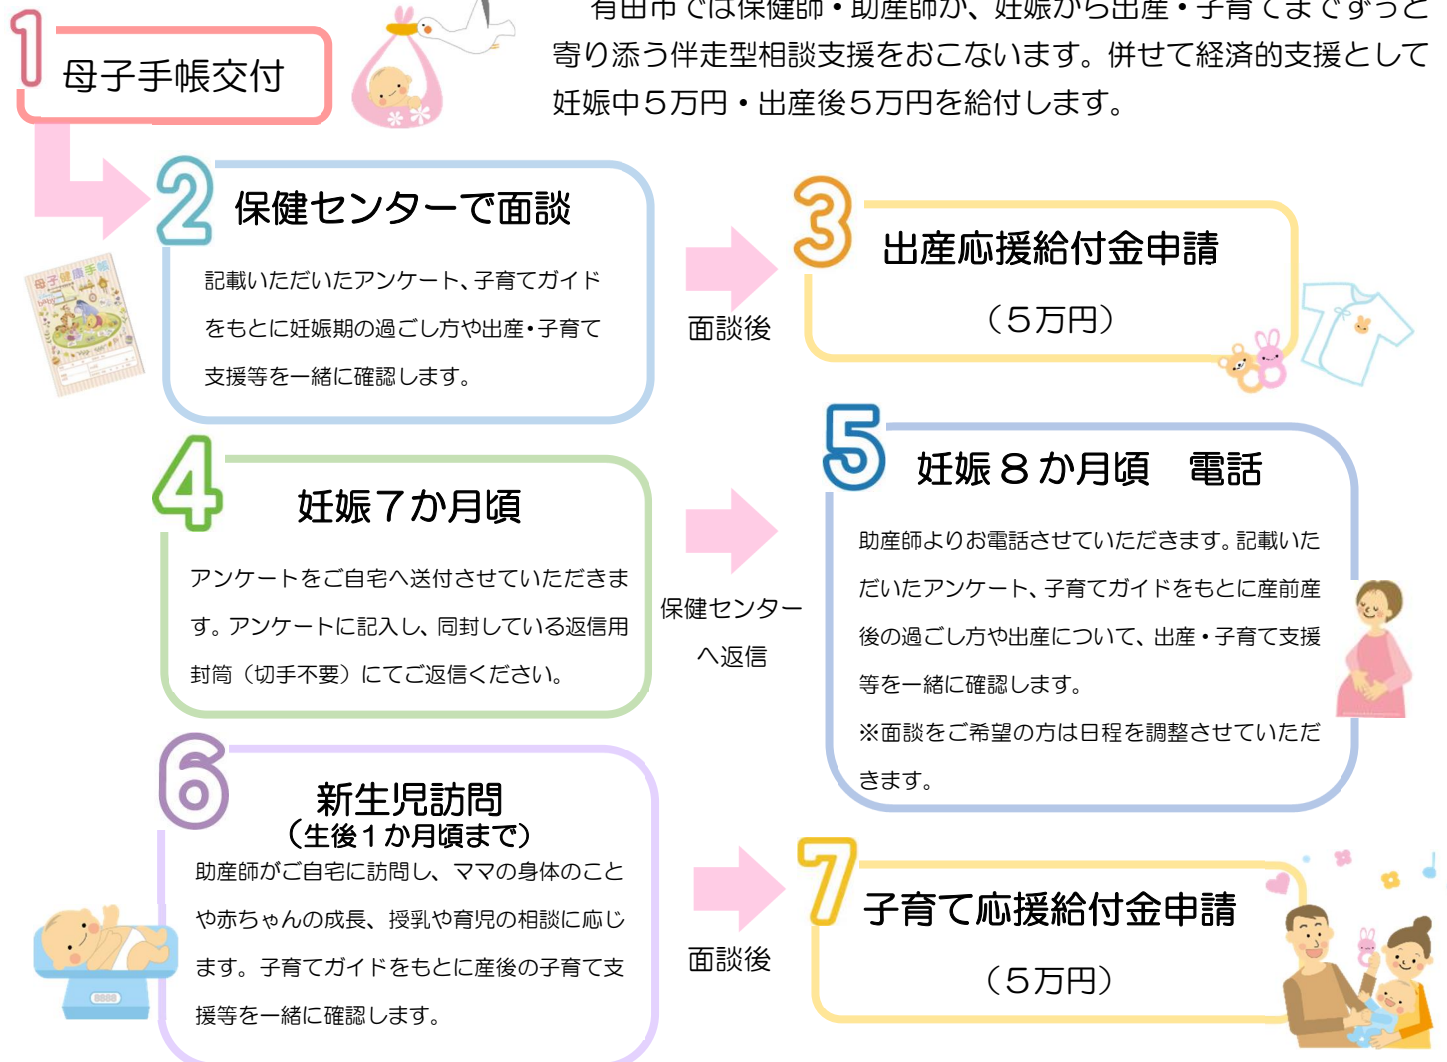 1
母子手帳交付
有田市では保健師・助産師が、妊娠から出産・子育てまでずっと
寄り添う伴走型相談支援をおこないます。併せて経済的支援として
妊娠中５万円・出産後５万円を給付します。
2
保健センターで面談
記載いただいたアンケート、子育てガイド
をもとに妊娠期の過ごし方や出産・子育て
支援等を一緒に確認します。
母子健康手帳
面談後
3
出産応援給付金申請
（５万円）
4
妊娠７か月頃
アンケートをご自宅へ送付させていただきま
す。アンケートに記入し、同封している返信用
封筒（切手不要）にてご返信ください。
保健センター
へ返信
5
妊娠８か月頃　電話
助産師よりお電話させていただきます。記載いた
だいたアンケート、子育てガイドをもとに産前産
後の過ごし方や出産について、出産・子育て支援
等を一緒に確認します。
※面談をご希望の方は日程を調整させていただ
きます。
6
新生児訪問
（生後１か月頃まで）
助産師がご自宅に訪問し、ママの身体のこと
や赤ちゃんの成長、授乳や育児の相談に応じ
ます。子育てガイドをもとに産後の子育て支
援等を一緒に確認します。
面談後
7
子育て応援給付金申請
（５万円）